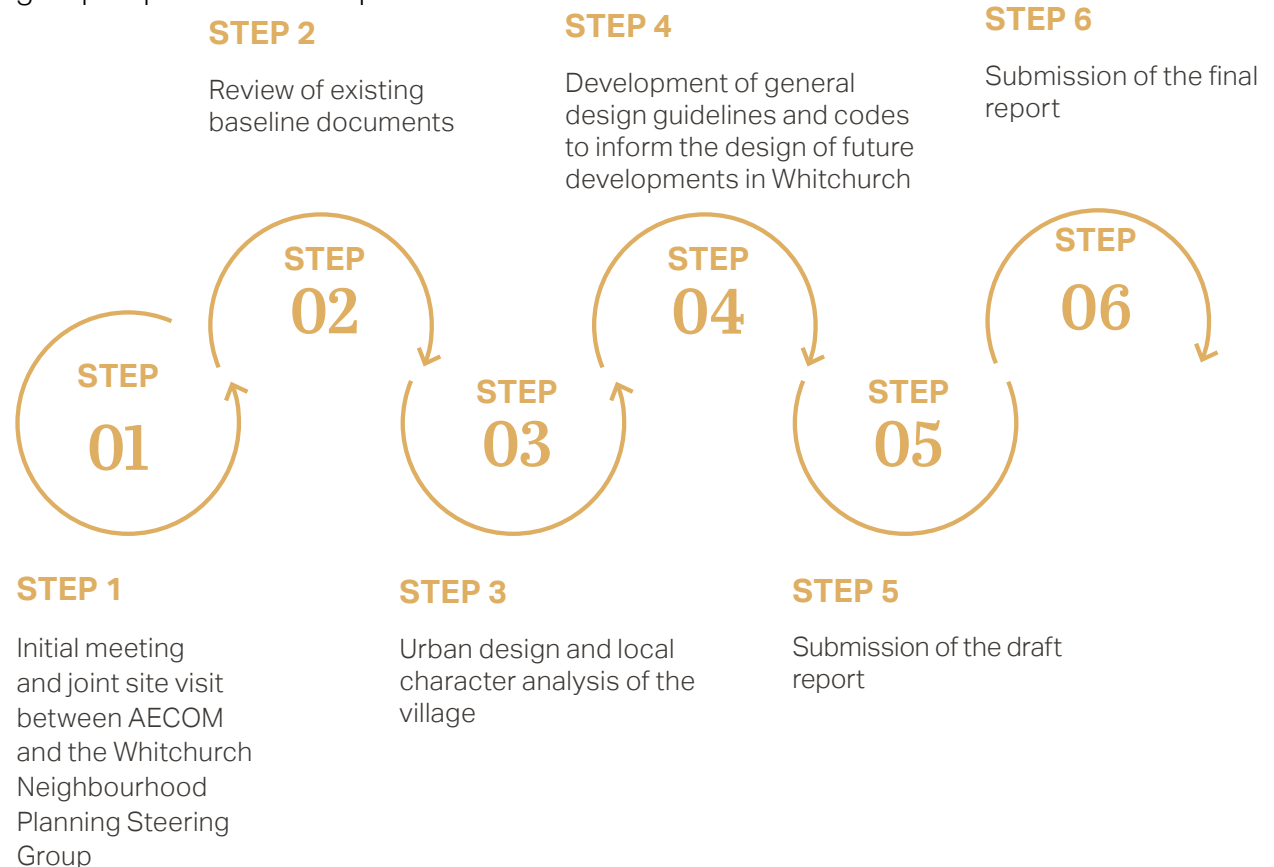 STEP 2
Review of existing
baseline documents
STEP 4
Development of general
design guidelines and codes
to inform the design of future
developments in Whitchurch
STEP 6
Submission of the final
report
STEP
01
STEP
02
STEP
03
STEP
04
STEP
05
STEP
06
STEP 1
Initial meeting
and joint site visit
between AECOM
and the Whitchurch
Neighbourhood
Planning Steering
Group
STEP 3
Urban design and local
character analysis of the
village
STEP 5
Submission of the draft
report